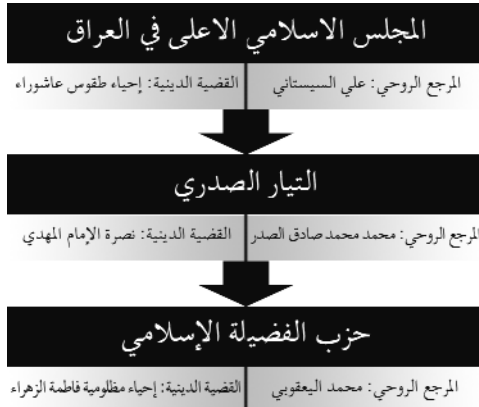 المجلس الاسلامي الاعلى في العراق
المرجع الروحي: علي السيستاني
القضية الدينية: إحياء طقوس عاشوراء
التيار الصدري
المرجع الروحي: محمد محمد صادق الصدر
القضية الدينية: نصرة الإمام المهدي
حزب الفضيلة الإسلامي
المرجع الروحي: محمد اليعقوبي
القضية الدينية: إحياء مظلومية فاطمة الزهراء